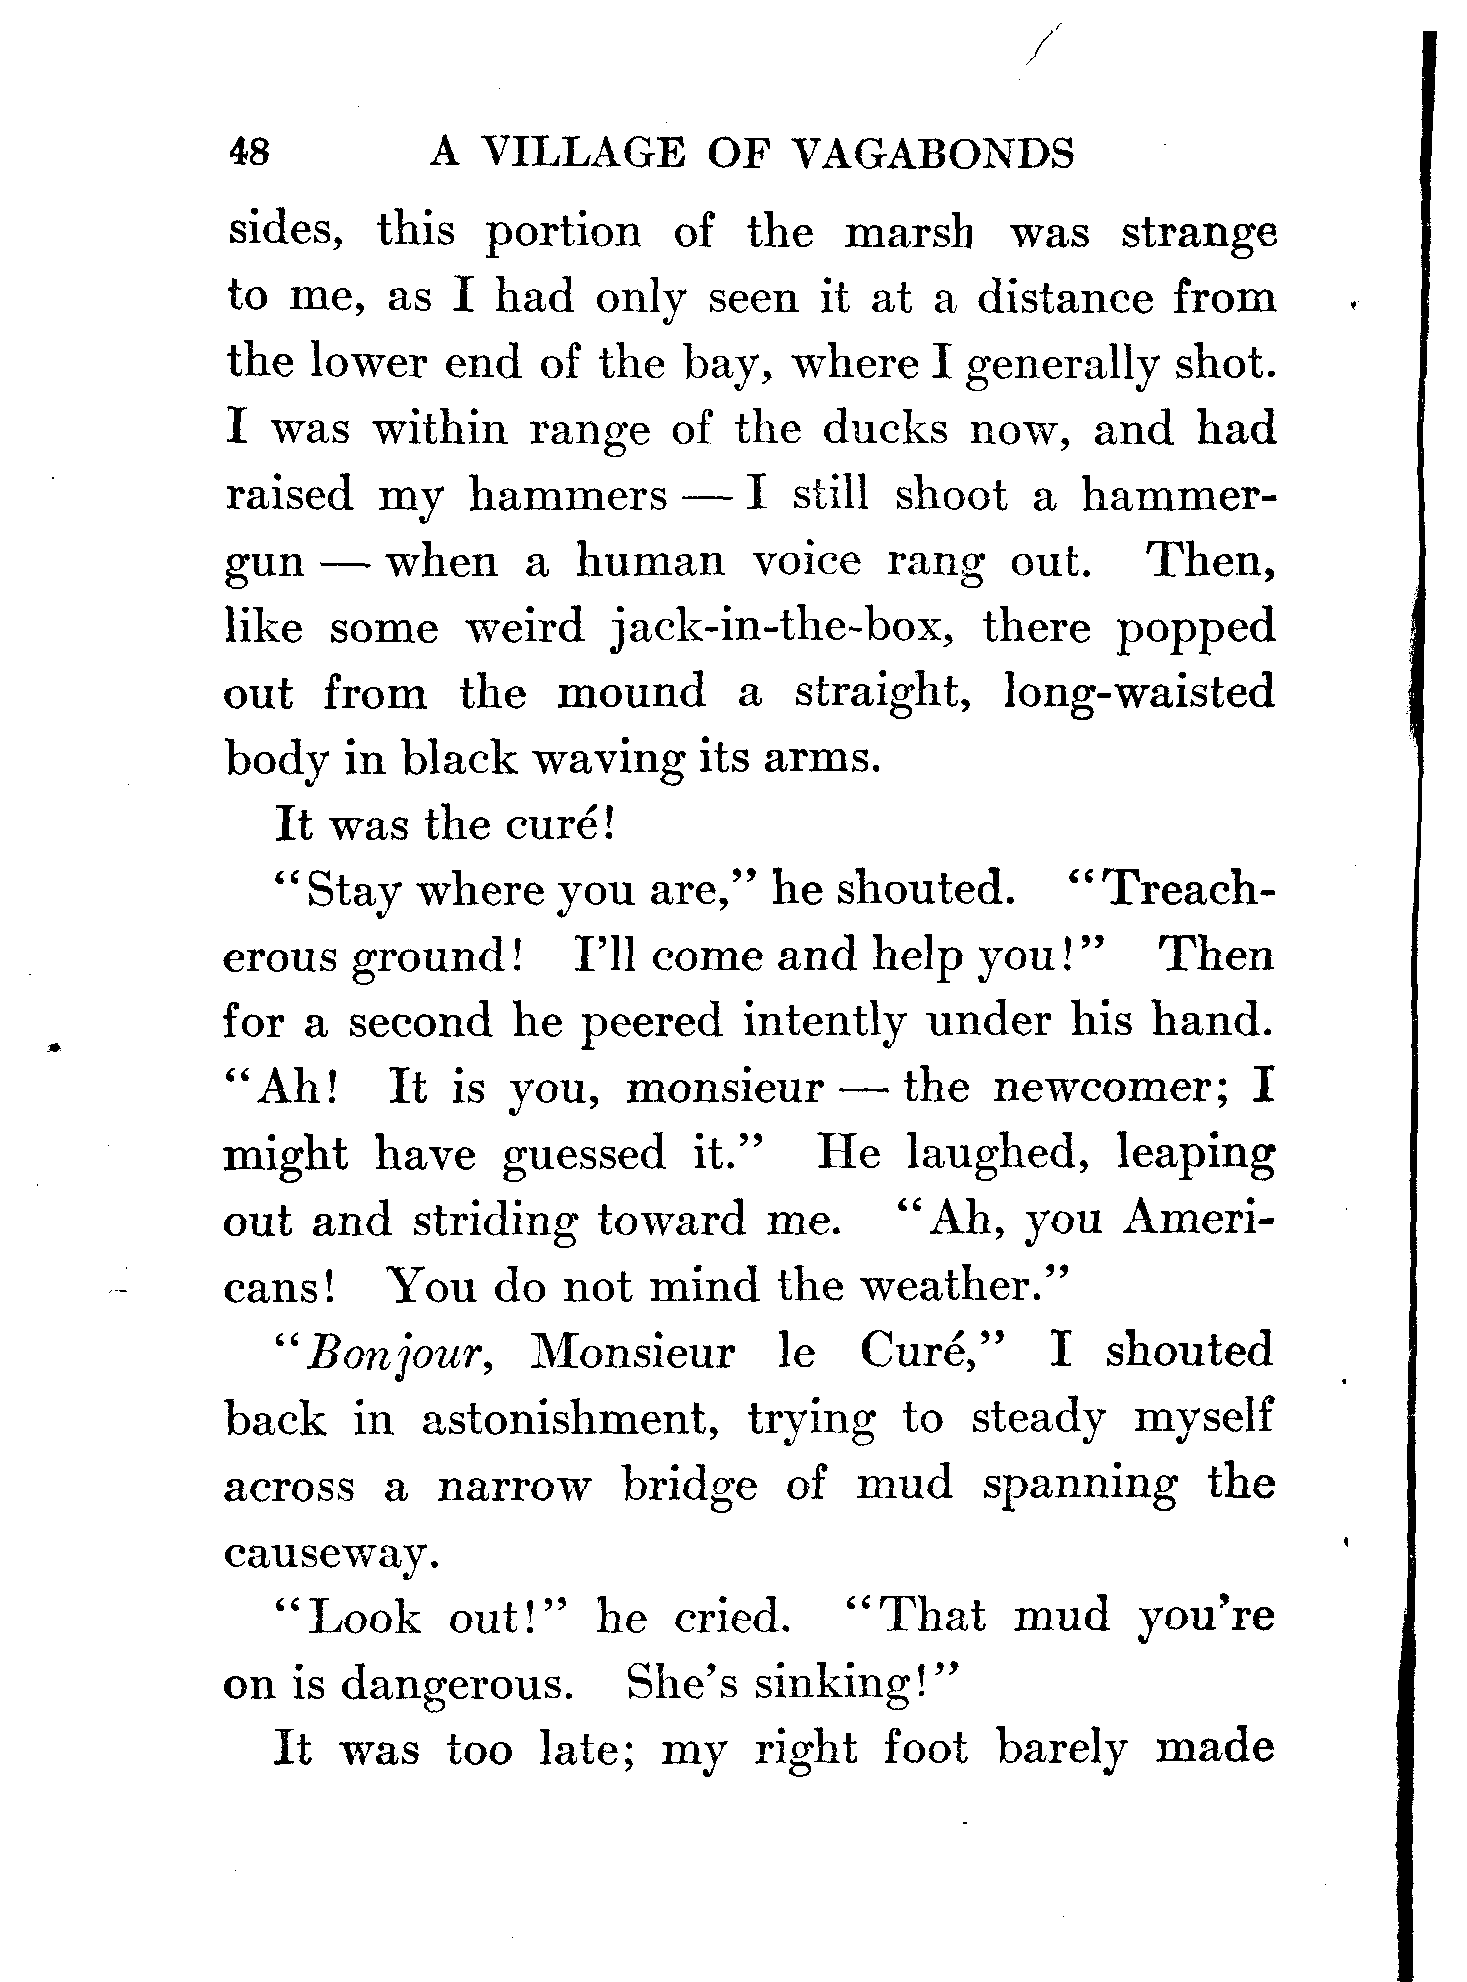 48 A VILLAGE OF VAGABONDS
sides, this portion of the marsh was strange
to me, as I had only seen it at a distance from
the lower end of the bay, where I generally shot.
I was within range of the ducks now, and had
raised my hammers — I still shoot a hammer-
gun — when a human voice rang out. Then,
like some weird jack-in-the-box, there popped
out from the mound a straight, long-waisted
body in black waving its arms.
It was the curé!
“Stay where you are,” he shouted. “Treach-
erous ground! I’ll come and help you!” Then
for a second he peered intently under his hand.
“Ah! It is you, monsieur — the newcomer; I
might have guessed it.” He laughed, leaping
out and striding toward me. “Ah, you Ameri-
cans! You do not mind the weather.”
“Bonjour, Monsieur le Curé,” I shouted
back in astonishment, trying to steady myself
across a narrow bridge of mud spanning the
causeway.
“Look out!” he cried. “That mud you’re
on is dangerous. She’s sinking!”
It was too late; my right foot barely made